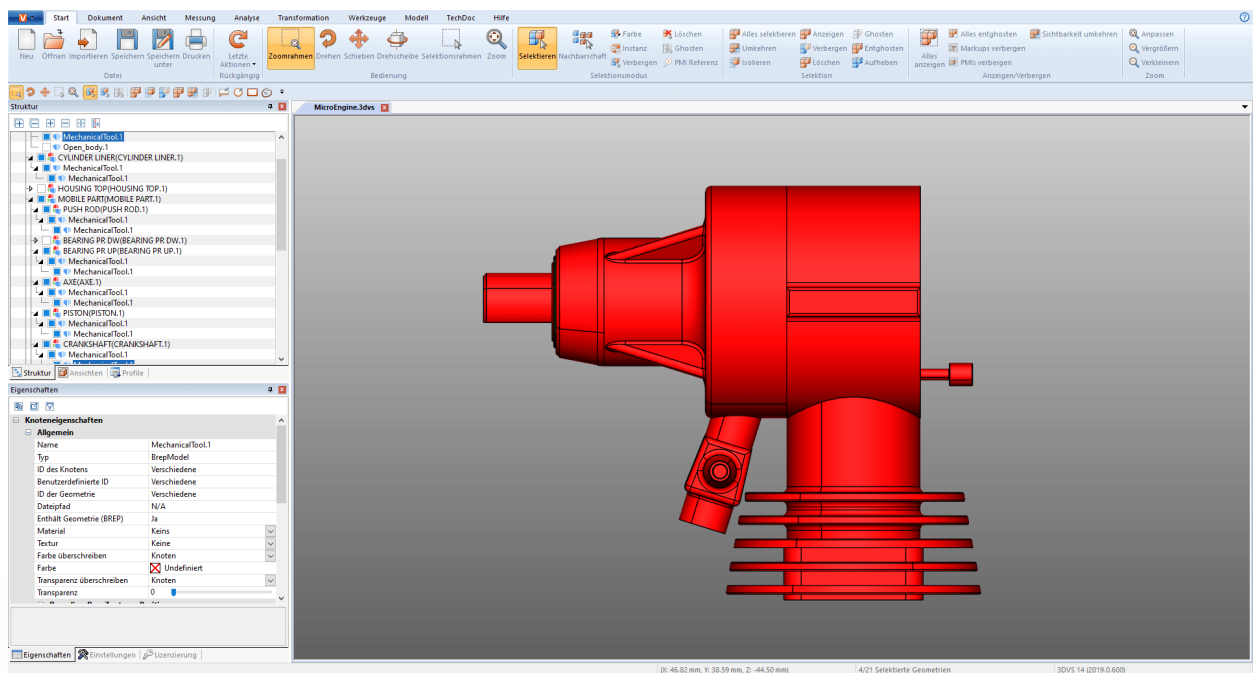 Start Dokument Ansicht Messung Analyse Transformation Werkzeuge Modell TechDoc Hilfe
Neu Öffnen Importieren Speichern Speichern unter Drucken
Datei
Letzte Aktionen
Rückgängig
Zoomrahmen Drehen Schieben Drehscheibe Selektionsrahmen Zoom
Bedienung
Selektieren Nachbarschaft
Farbe Löschen
Instanz Ghosten
Verbergen PMI Referenz
Selektionsmodus
Alles selektieren Anzeigen Ghosten
Umkehren Verbergen Entghosten
Isolieren Löschen Aufheben
Selektion
Alles anzeigen
Alles entghosten Sichtbarkeit umkehren
Markups verbergen
PMIs verbergen
Anzeigen/Verbergen
Anpassen
Vergrößern
Verkleinern
Zoom
Struktur
MechanicalTool.1
Open_body.1
CYLINDER LINER(CYLINDER LINER.1)
MechanicalTool.1
MechanicalTool.1
HOUSING TOP(HOUSING TOP.1)
MOBILE PART(MOBILE PART.1)
PUSH ROD(PUSH ROD.1)
MechanicalTool.1
MechanicalTool.1
BEARING PR DW(BEARING PR DW.1)
BEARING PR UP(BEARING PR UP.1)
MechanicalTool.1
MechanicalTool.1
AXE(AXE.1)
MechanicalTool.1
MechanicalTool.1
PISTON(PISTON.1)
MechanicalTool.1
MechanicalTool.1
CRANKSHAFT(CRANKSHAFT.1)
MechanicalTool.1
Struktur Ansichten Profile
Eigenschaften
Knoteneigenschaften
Allgemein
Name MechanicalTool.1
Typ BrepModel
ID des Knotens Verschiedene
Benutzerdefinierte ID Verschiedene
ID der Geometrie Verschiedene
Dateipfad N/A
Enthält Geometrie (BREP) Ja
Material Keins
Textur Keine
Farbe überschreiben Knoten
Farbe Undefiniert
Transparenz überschreiben Knoten
Transparenz 0
Eigenschaften Einstellungen Lizenzierung
MicroEngine.3dvs
[X: 46.82 mm, Y: 38.59 mm, Z: -44.50 mm] 4/21 Selektierte Geometrien 3DVS 14 (2019.0.600)